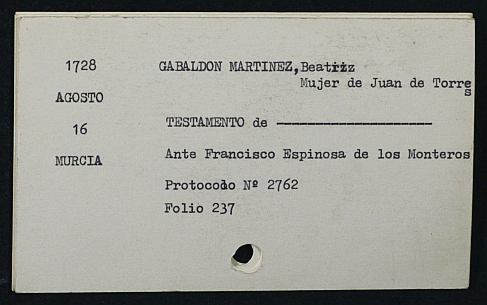 1728 GABALDON MARTINEZ, Beatriz
Mujer de Juan de Torres
AGOSTO
16 TESTAMENTO de --------------------
MURCIA Ante Francisco Espinosa de los Monteros
Protocolo Nº 2762
Folio 237